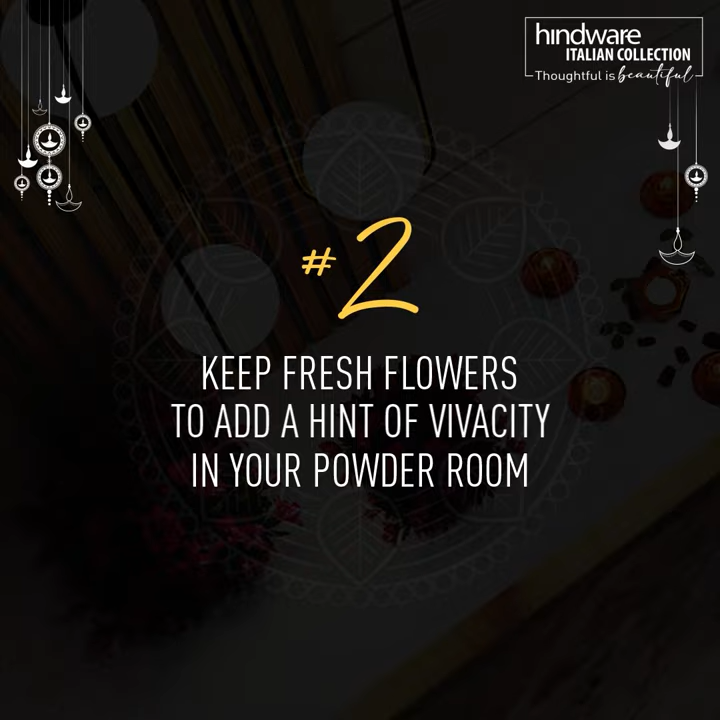 hindware
ITALIAN COLLECTION
Thoughtful is beautiful
#2
KEEP FRESH FLOWERS
TO ADD A HINT OF VIVACITY
IN YOUR POWDER ROOM